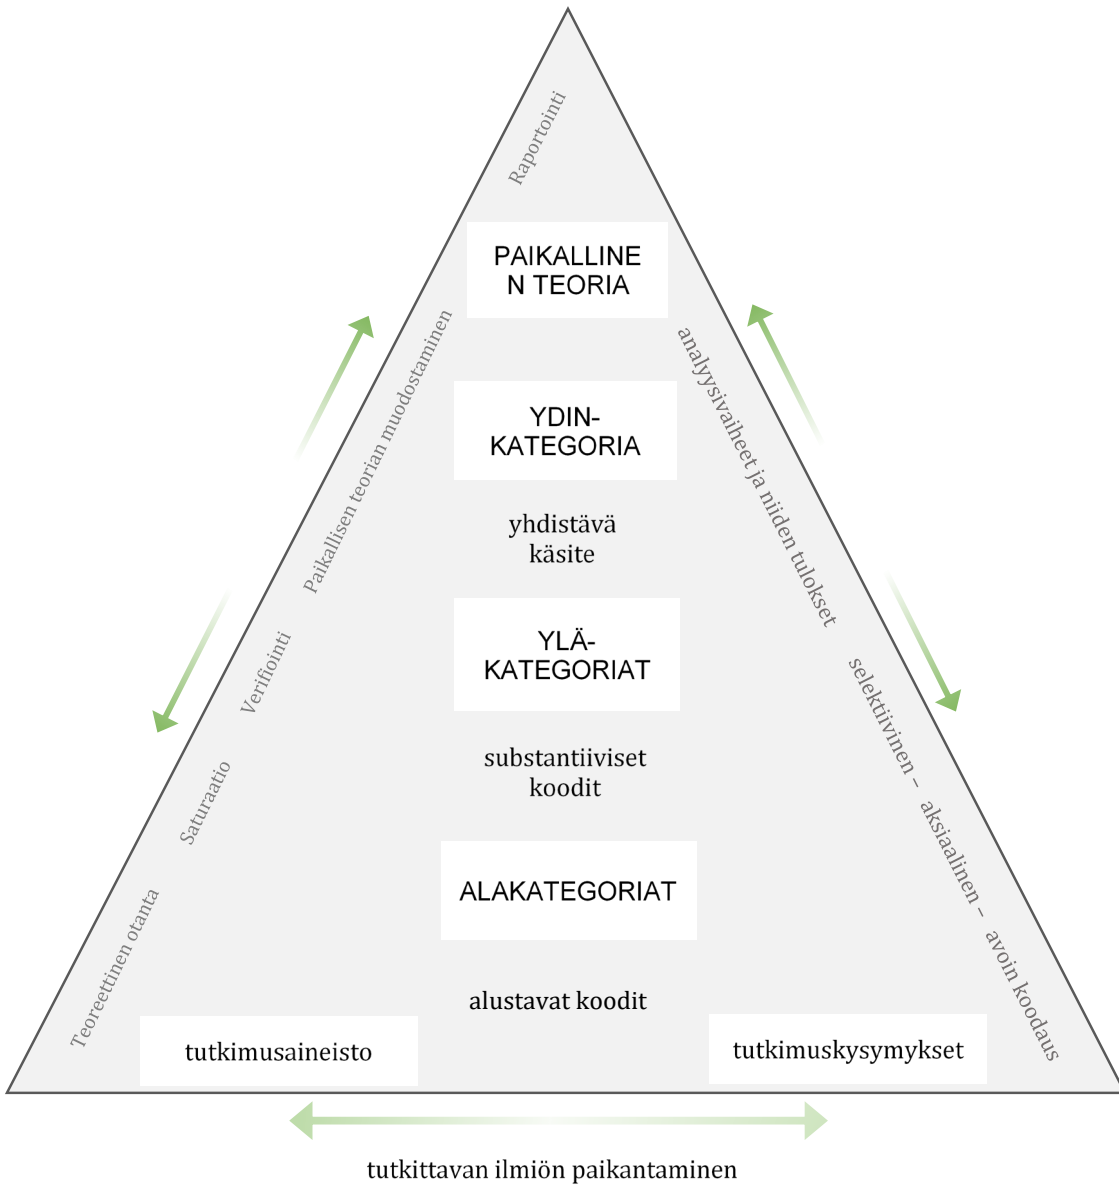 Raportointi
PAIKALLINE
N TEORIA
Paikallisen teorian muodostaminen
analyysivaiheet ja niiden tulokset
YDIN-
KATEGORIA
yhdistävä
käsite
YLÄ-
KATEGORIAT
Verifiointi
selektiivinen – aksiaalinen – avoin koodaus
substantiiviset
koodit
Saturaatio
ALAKATEGORIAT
Teoreettinen otanta
alustavat koodit
tutkimusaineisto
tutkimuskysymykset
tutkittavan ilmiön paikantaminen